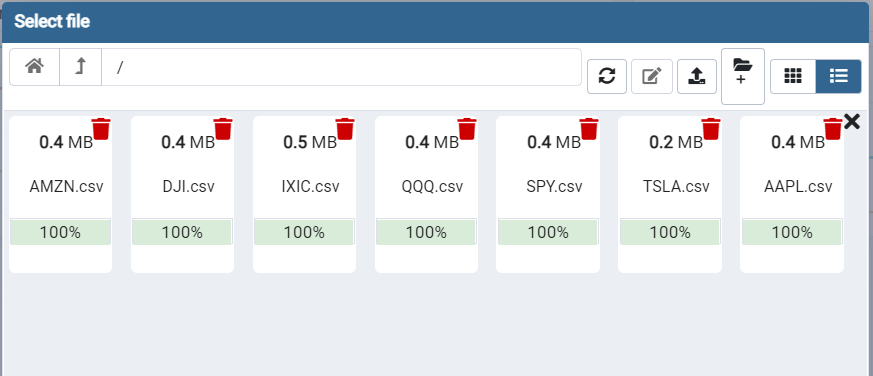 Select file
/
0.4 MB 0.4 MB 0.5 MB 0.4 MB 0.4 MB 0.2 MB 0.4 MB
AMZN.csv DJI.csv IXIC.csv QQQ.csv SPY.csv TSLA.csv AAPL.csv
100% 100% 100% 100% 100% 100% 100%